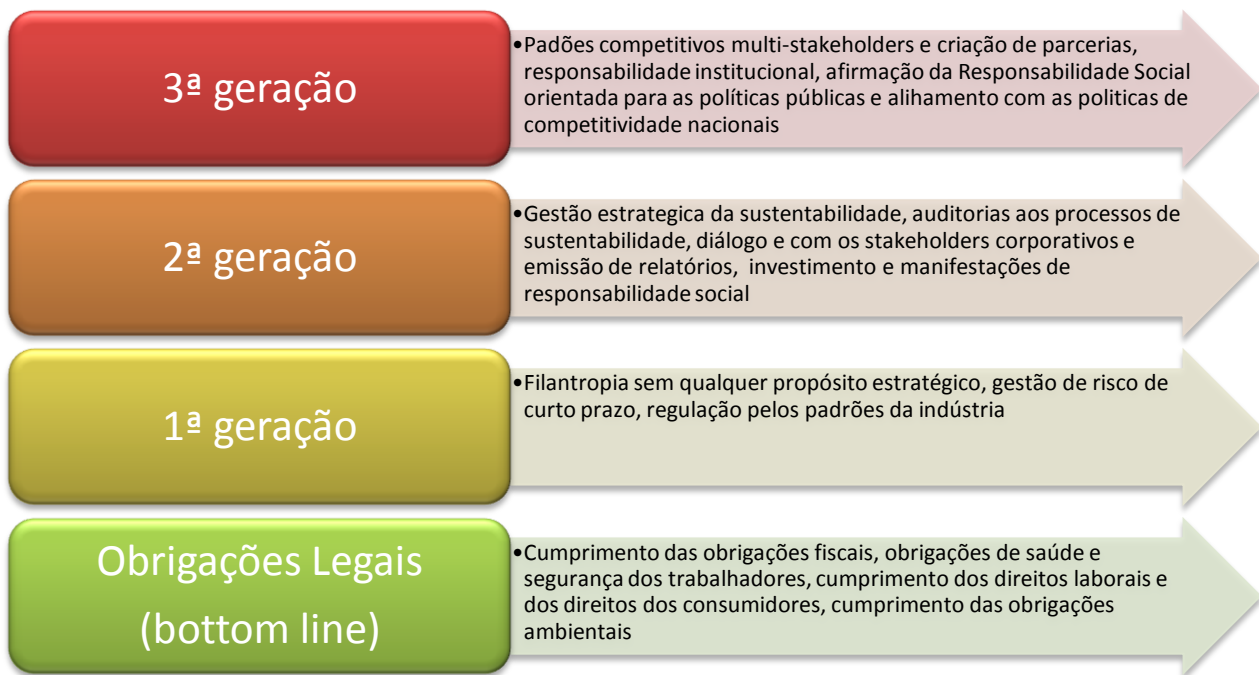 3ª geração
•Padões competitivos multi-stakeholders e criação de parcerias,
responsabilidade institucional, afirmação da Responsabilidade Social
orientada para as políticas públicas e alihamento com as politicas de
competitividade nacionais
2ª geração
•Gestão estrategica da sustentabilidade, auditorias aos processos de
sustentabilidade, diálogo e com os stakeholders corporativos e
emissão de relatórios, investimento e manifestações de
responsabilidade social
1ª geração
•Filantropia sem qualquer propósito estratégico, gestão de risco de
curto prazo, regulação pelos padrões da indústria
Obrigações Legais
(bottom line)
•Cumprimento das obrigações fiscais, obrigações de saúde e
segurança dos trabalhadores, cumprimento dos direitos laborais e
dos direitos dos consumidores, cumprimento das obrigações
ambientais